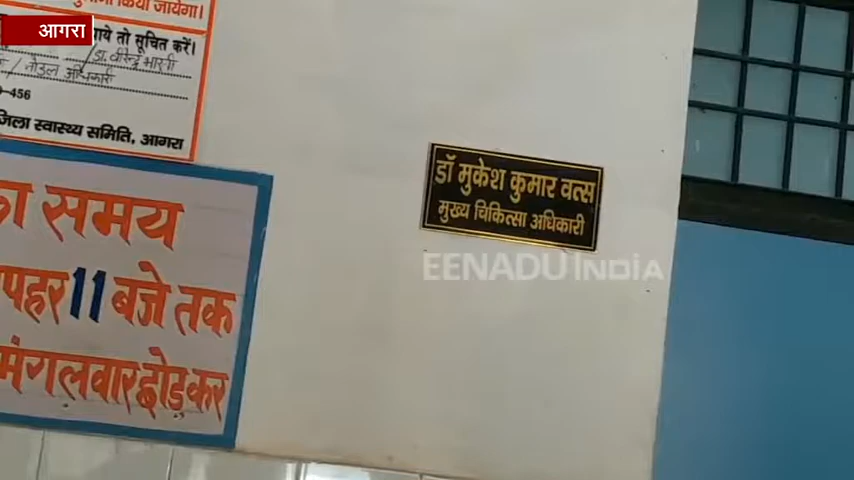 आगरा
किया जायेगा।
तो सूचित करें।
डा. वीरेन्द्र भारती
नोडल अधिकारी
-456
जिला स्वास्थ्य समिति, आगरा
का समय
पहर 11 बजे तक
मंगलवार छोड़कर
डॉ मुकेश कुमार वत्स
मुख्य चिकित्सा अधिकारी
EENADU INDIA